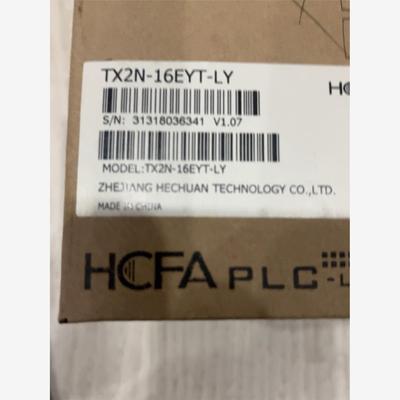 TX2N-16EYT-LY
S/N: 31318036341 V1.07
MODEL:TX2N-16EYT-LY
ZHEJIANG HECHUAN TECHNOLOGY CO.,LTD.
MADE IN CHINA
HCFA PLC